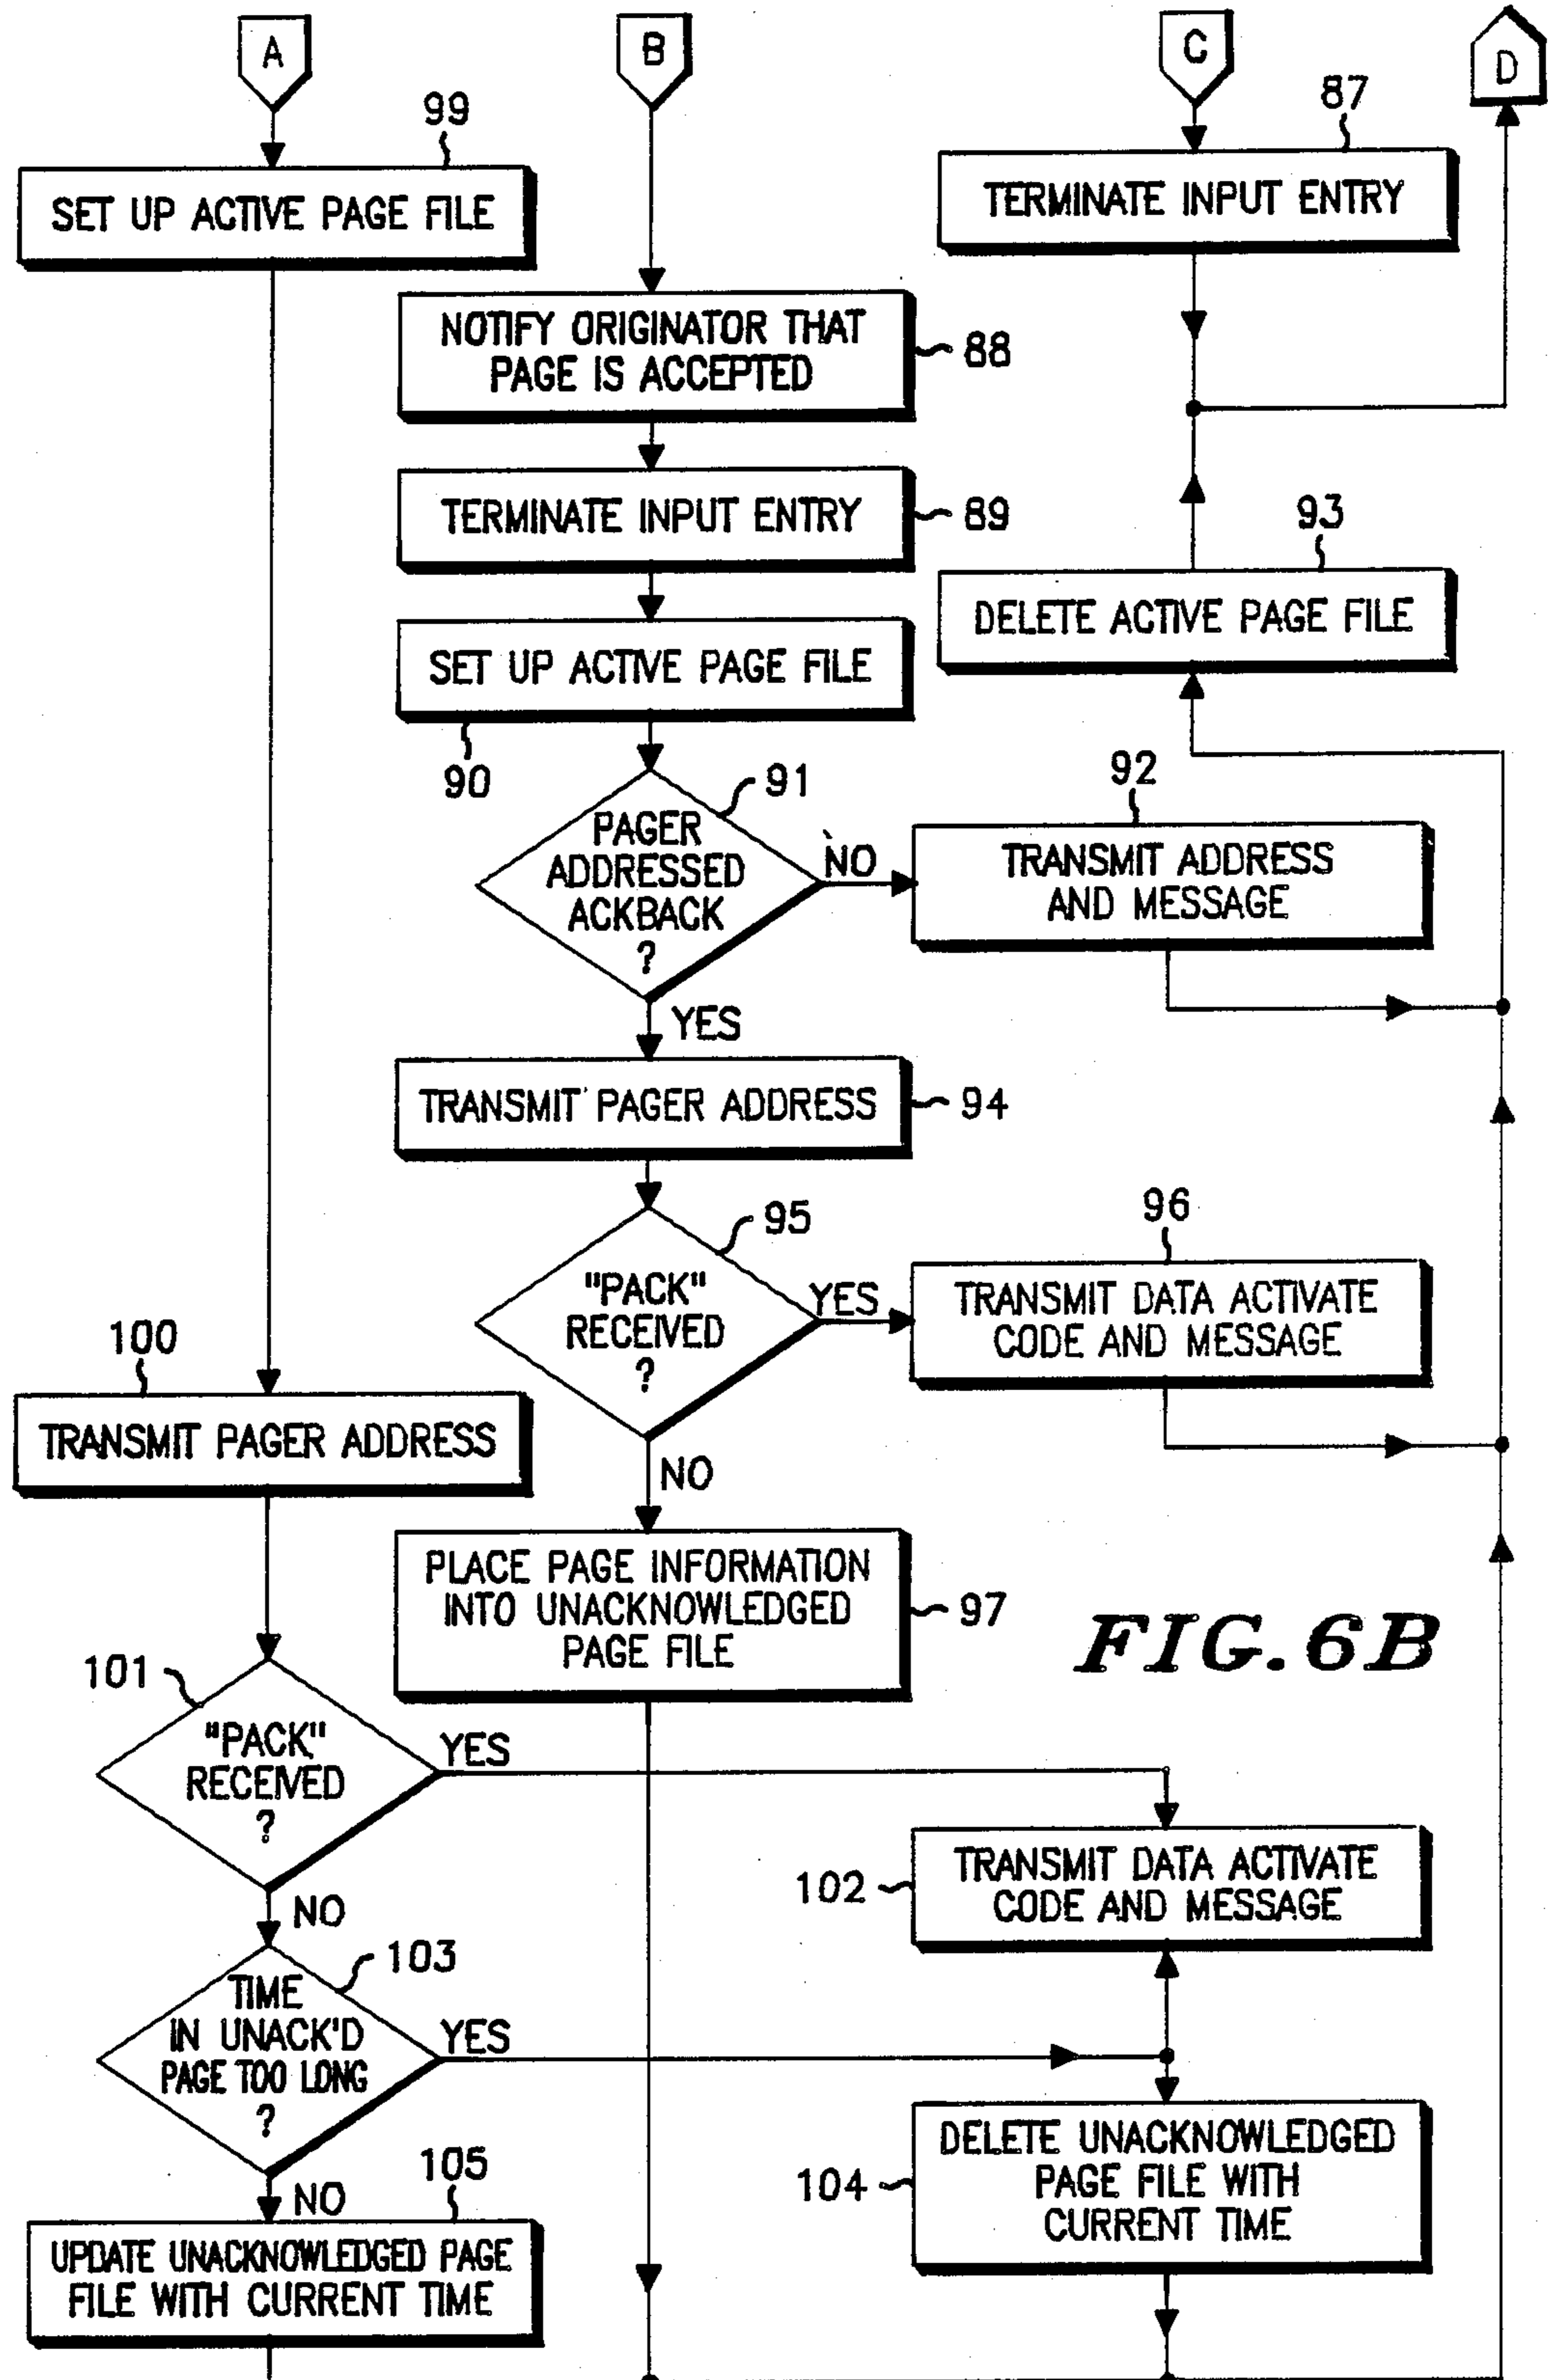 A
B
C
D
99
87
SET UP ACTIVE PAGE FILE
TERMINATE INPUT ENTRY
NOTIFY ORIGINATOR THAT
PAGE IS ACCEPTED
88
TERMINATE INPUT ENTRY
89
93
DELETE ACTIVE PAGE FILE
SET UP ACTIVE PAGE FILE
90
91
92
PAGER
ADDRESSED
ACKBACK
?
NO
TRANSMIT ADDRESS
AND MESSAGE
YES
TRANSMIT PAGER ADDRESS
94
95
96
"PACK"
RECEIVED
?
YES
TRANSMIT DATA ACTIVATE
CODE AND MESSAGE
100
TRANSMIT PAGER ADDRESS
NO
PLACE PAGE INFORMATION
INTO UNACKNOWLEDGED
PAGE FILE
97
FIG.6B
101
"PACK"
RECEIVED
?
YES
102
TRANSMIT DATA ACTIVATE
CODE AND MESSAGE
NO
103
TIME
IN UNACK'D
PAGE TOO LONG
?
YES
104
DELETE UNACKNOWLEDGED
PAGE FILE WITH
CURRENT TIME
NO
105
UPDATE UNACKNOWLEDGED PAGE
FILE WITH CURRENT TIME